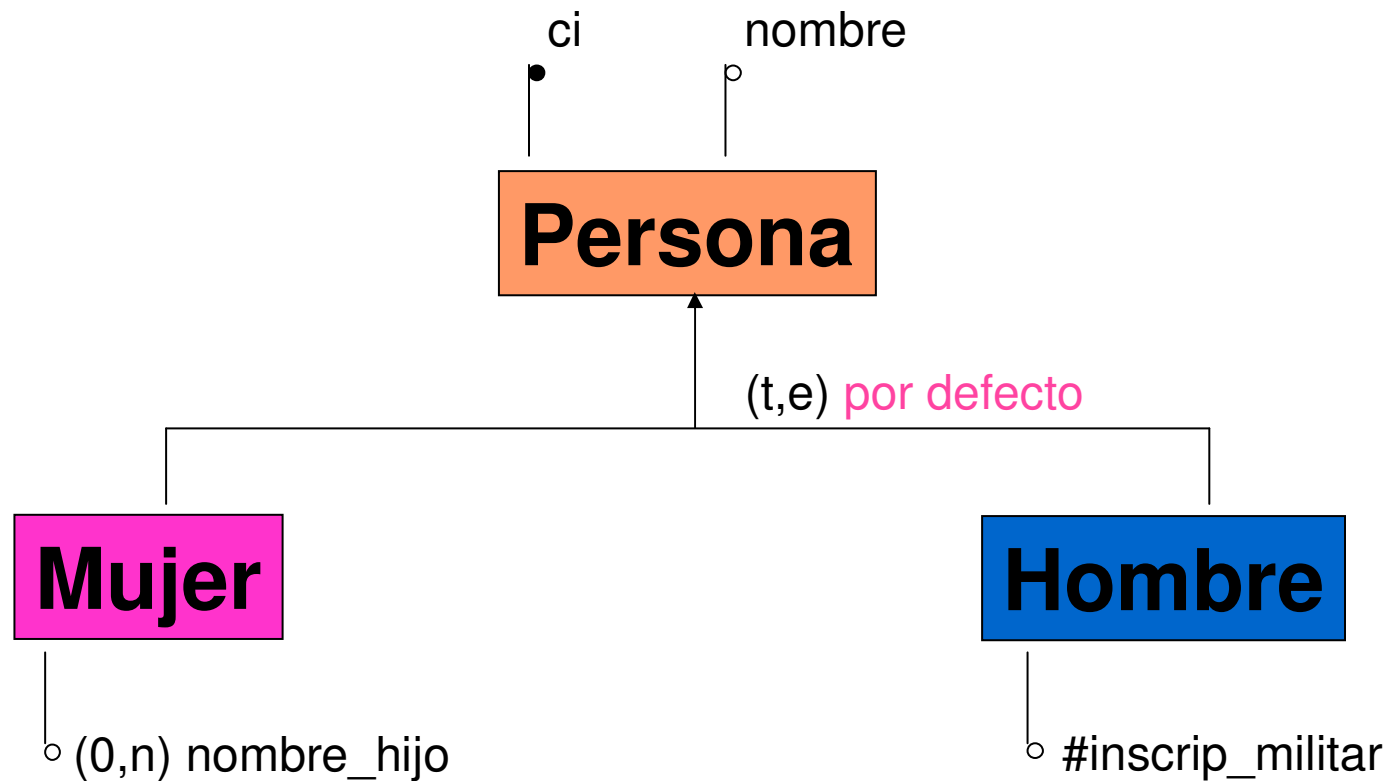 ci
nombre
Persona
(t,e) por defecto
Mujer
Hombre
(0,n) nombre_hijo
#inscrip_militar